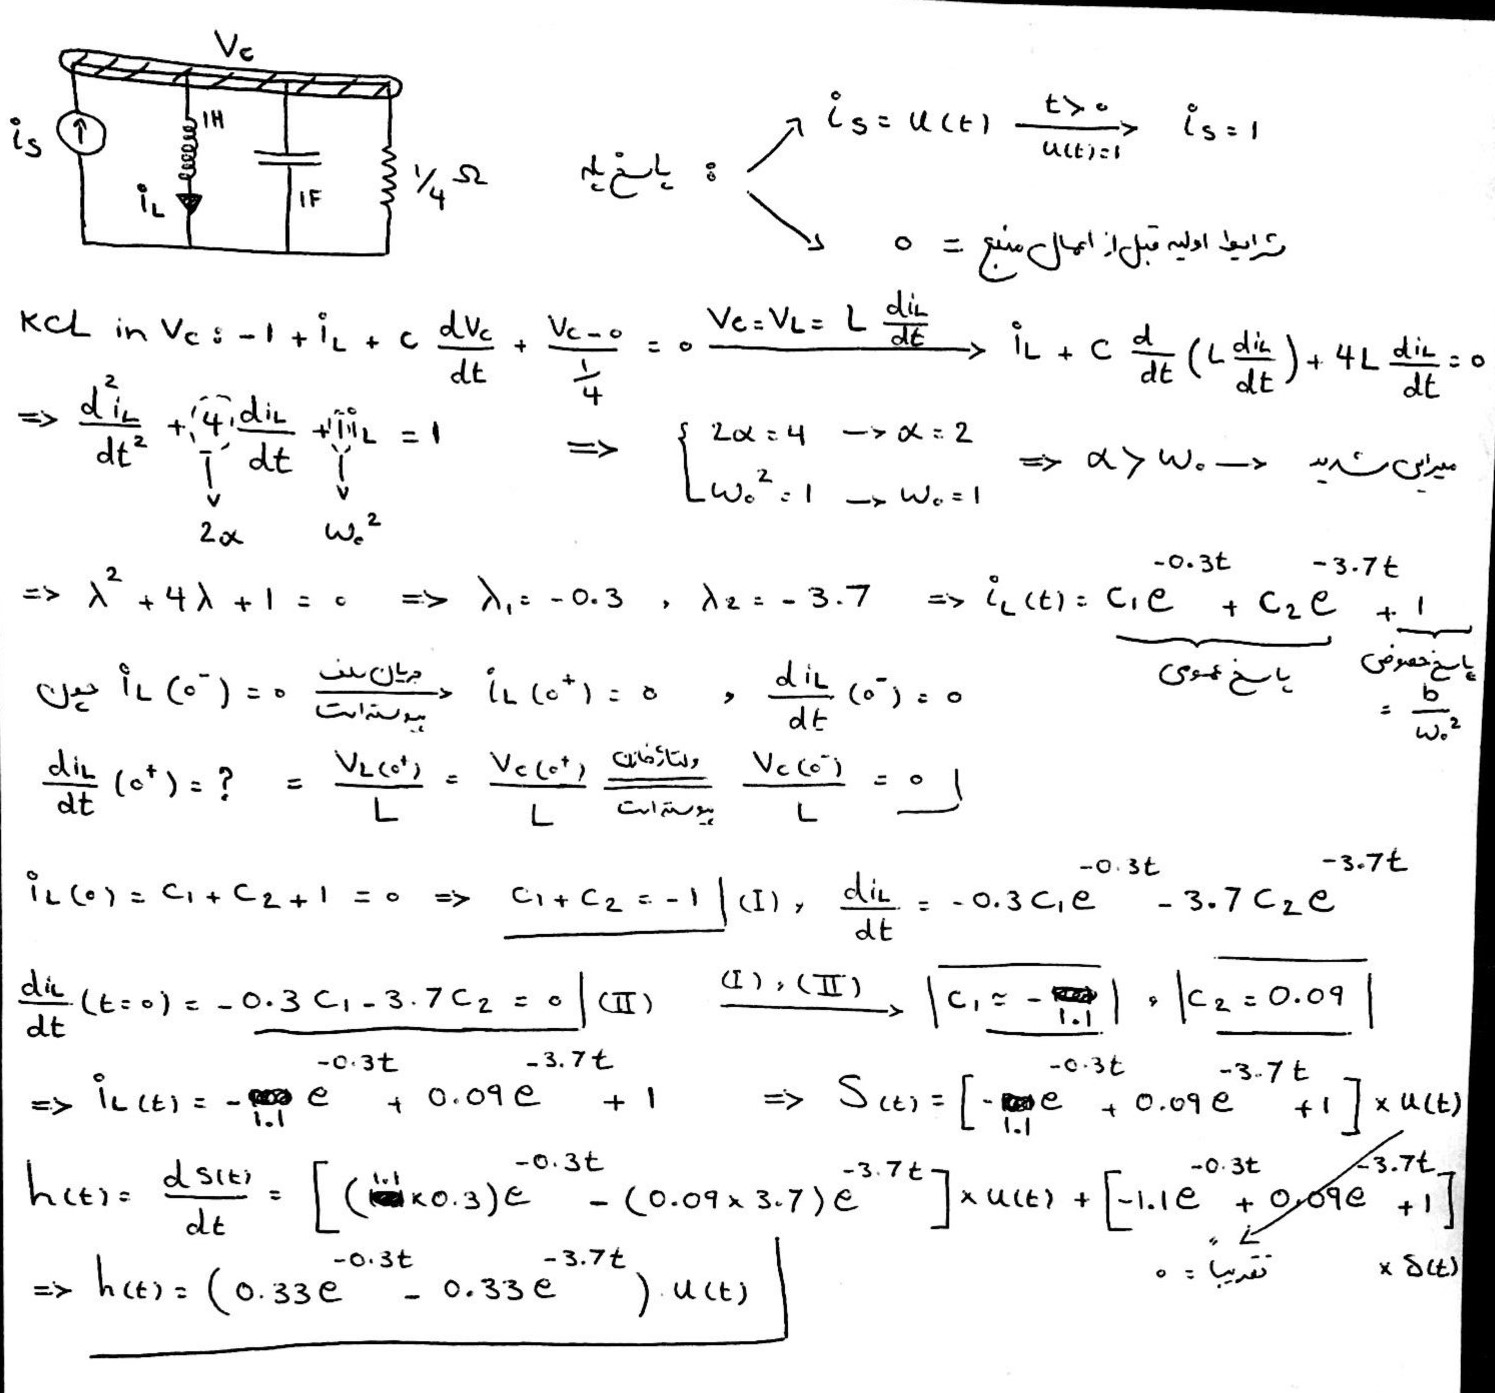 Vc
is
1H
iL
1F
1/4 Ω
پاسخ پله : is = u(t) t>0 u(t)=1 → is = 1
شرایط اولیه قبل از اعمال منبع = 0
KCL in Vc : -1 + iL + C dVc/dt + (Vc-0)/(1/4) = 0 Vc = VL = L diL/dt → iL + C d/dt (L diL/dt) + 4L diL/dt = 0
=> d²iL/dt² + 4 diL/dt + 1 iL = 1 => { 2α = 4 → α = 2
ω₀² = 1 → ω₀ = 1 => α > ω₀ → میرایی شدید
2α ω₀²
=> λ² + 4λ + 1 = 0 => λ₁ = -0.3 , λ₂ = -3.7 => iL(t) = C₁e^-0.3t + C₂e^-3.7t + 1
پاسخ عمومی پاسخ خصوصی = b/ω₀²
چون iL(0⁻) = 0 جریان سلف پیوسته است → iL(0⁺) = 0 , diL/dt (0⁻) = 0
diL/dt (0⁺) = ? = VL(0⁺)/L = Vc(0⁺)/L ولتاژ خازن پیوسته است Vc(0⁻)/L = 0
iL(0) = C₁ + C₂ + 1 = 0 => C₁ + C₂ = -1 (I) , diL/dt = -0.3C₁e^-0.3t - 3.7C₂e^-3.7t
diL/dt (t=0) = -0.3C₁ - 3.7C₂ = 0 (II) (I),(II) → C₁ ≃ -1.1 , C₂ = 0.09
=> iL(t) = -1.1 e^-0.3t + 0.09e^-3.7t + 1 => S(t) = [-1.1 e^-0.3t + 0.09e^-3.7t + 1] × u(t)
h(t) = dS(t)/dt = [(1.1×0.3)e^-0.3t - (0.09×3.7)e^-3.7t] × u(t) + [-1.1e^-0.3t + 0.09e^-3.7t + 1]
× δ(t)
تقریبا = 0
=> h(t) = (0.33e^-0.3t - 0.33e^-3.7t).u(t)